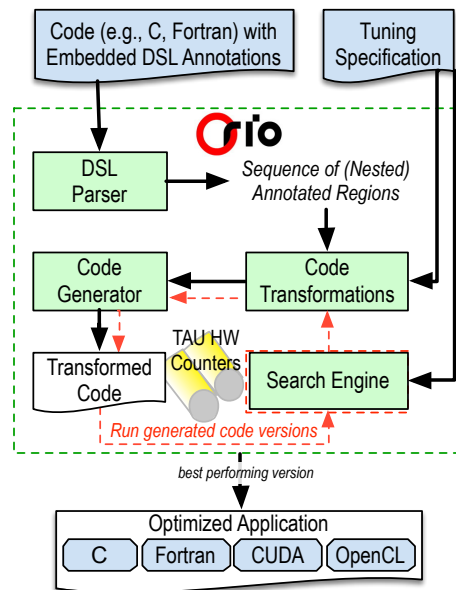 Code (e.g., C, Fortran) with
Embedded DSL Annotations
Tuning
Specification
Orio
DSL
Parser
Sequence of (Nested)
Annotated Regions
Code
Generator
Code
Transformations
TAU HW
Counters
Transformed
Code
Search Engine
Run generated code versions
best performing version
Optimized Application
C
Fortran
CUDA
OpenCL